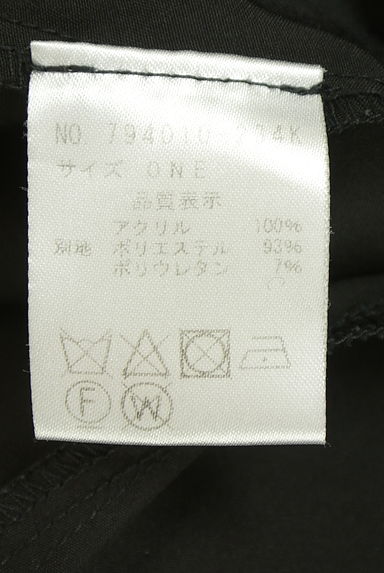 NO. 794010-204K
サイズ ONE
品質表示
アクリル 100%
別地 ポリエステル 93%
ポリウレタン 7%
F W